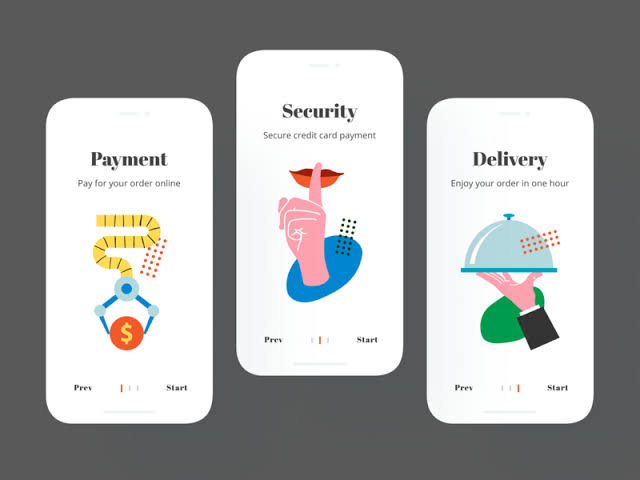 Payment
Pay for your order online
$
Prev
Start
Security
Secure credit card payment
Prev
Start
Delivery
Enjoy your order in one hour
Prev
Start